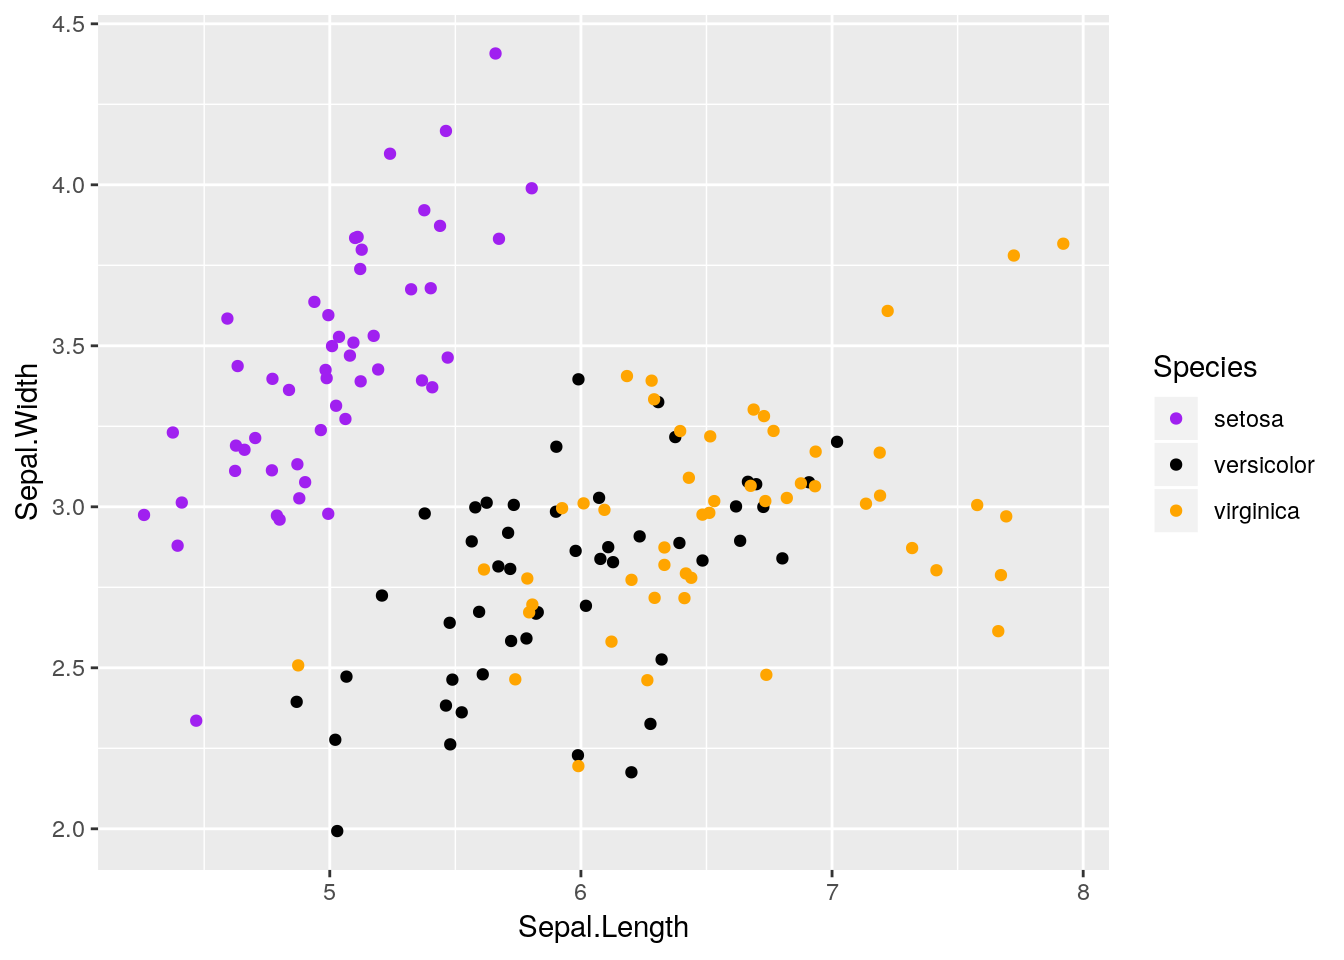 4.5
4.0
3.5
3.0
2.5
2.0
Sepal.Width
5 6 7 8
Sepal.Length
Species
setosa
versicolor
virginica